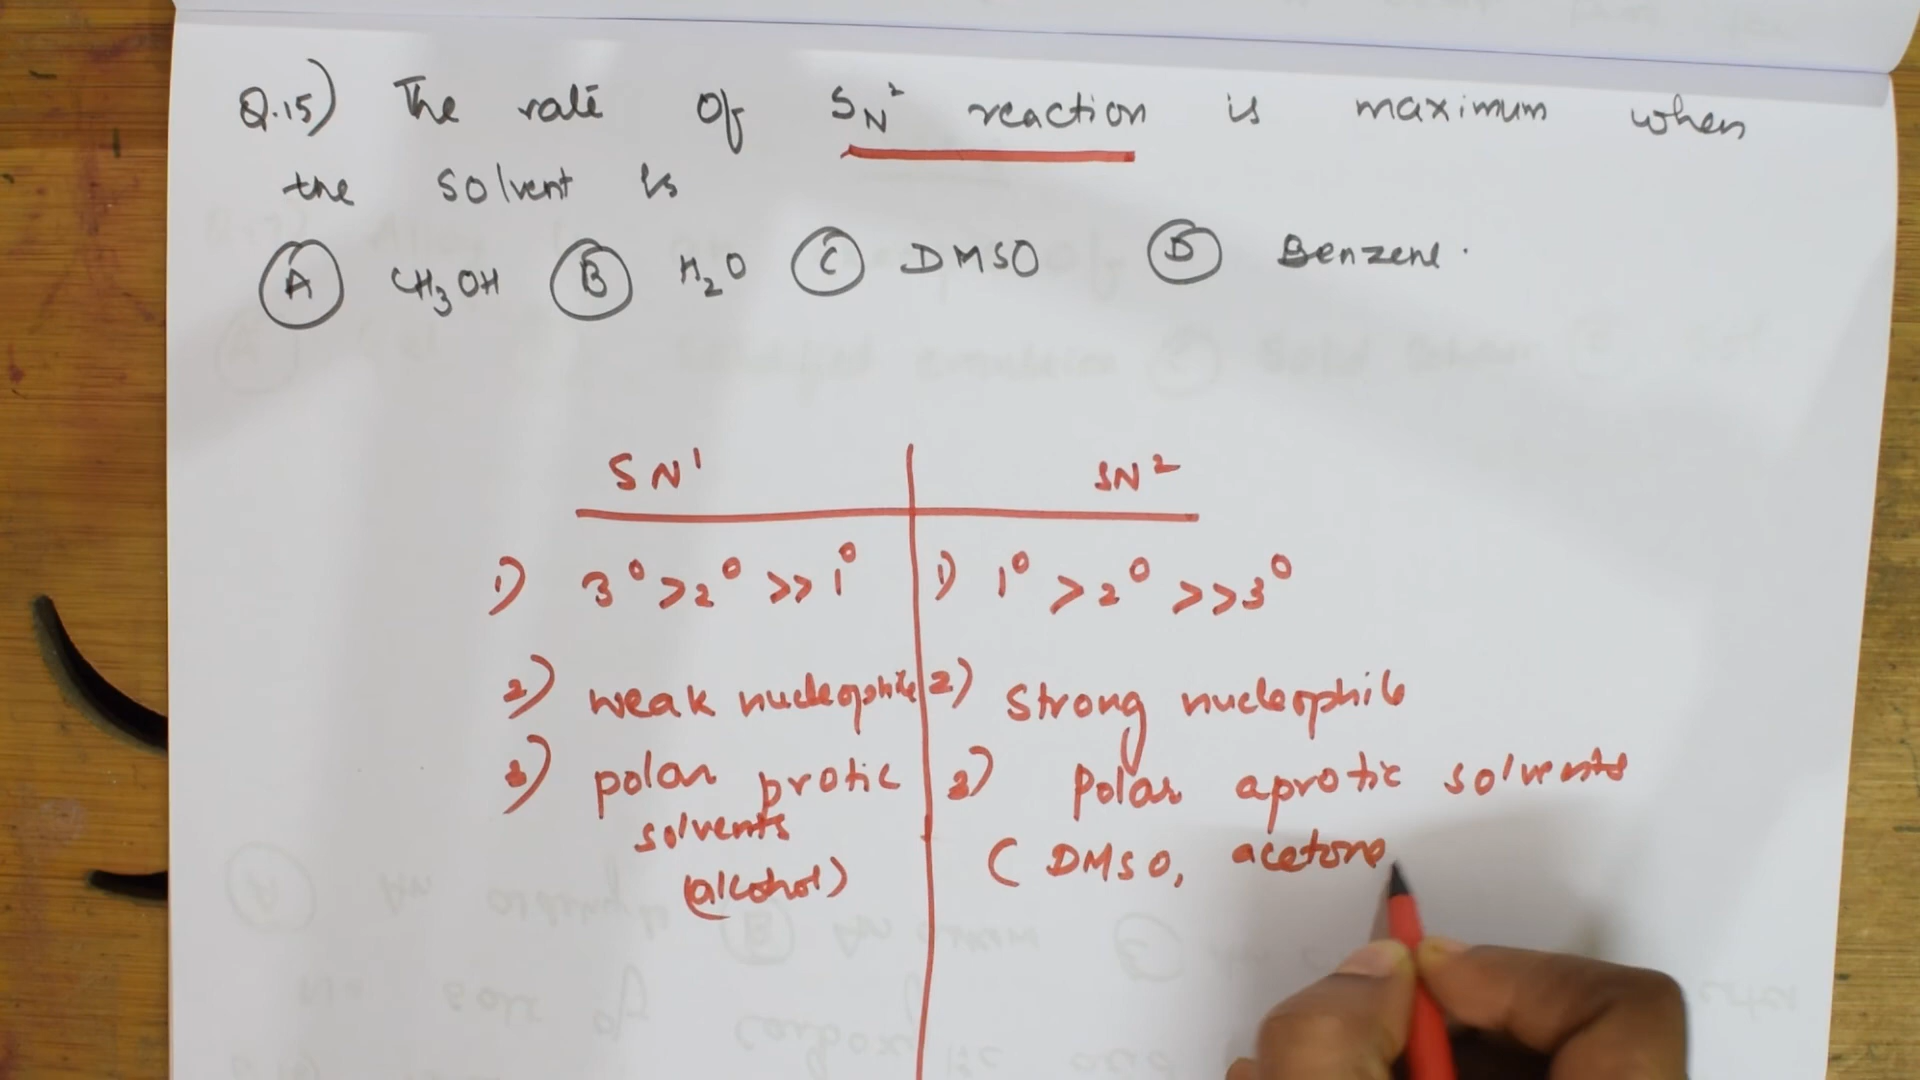 Q.15) The rate of SN² reaction is maximum when
the solvent is
(A) CH₃OH (B) H₂O (C) DMSO (D) Benzene.
SN¹ SN²
1) 3° > 2° >> 1° 1) 1° > 2° >> 3°
2) weak nucleophile 2) Strong nucleophile
3) polar protic 3) Polar aprotic solvents
solvents
(alcohol) ( DMSO, acetone